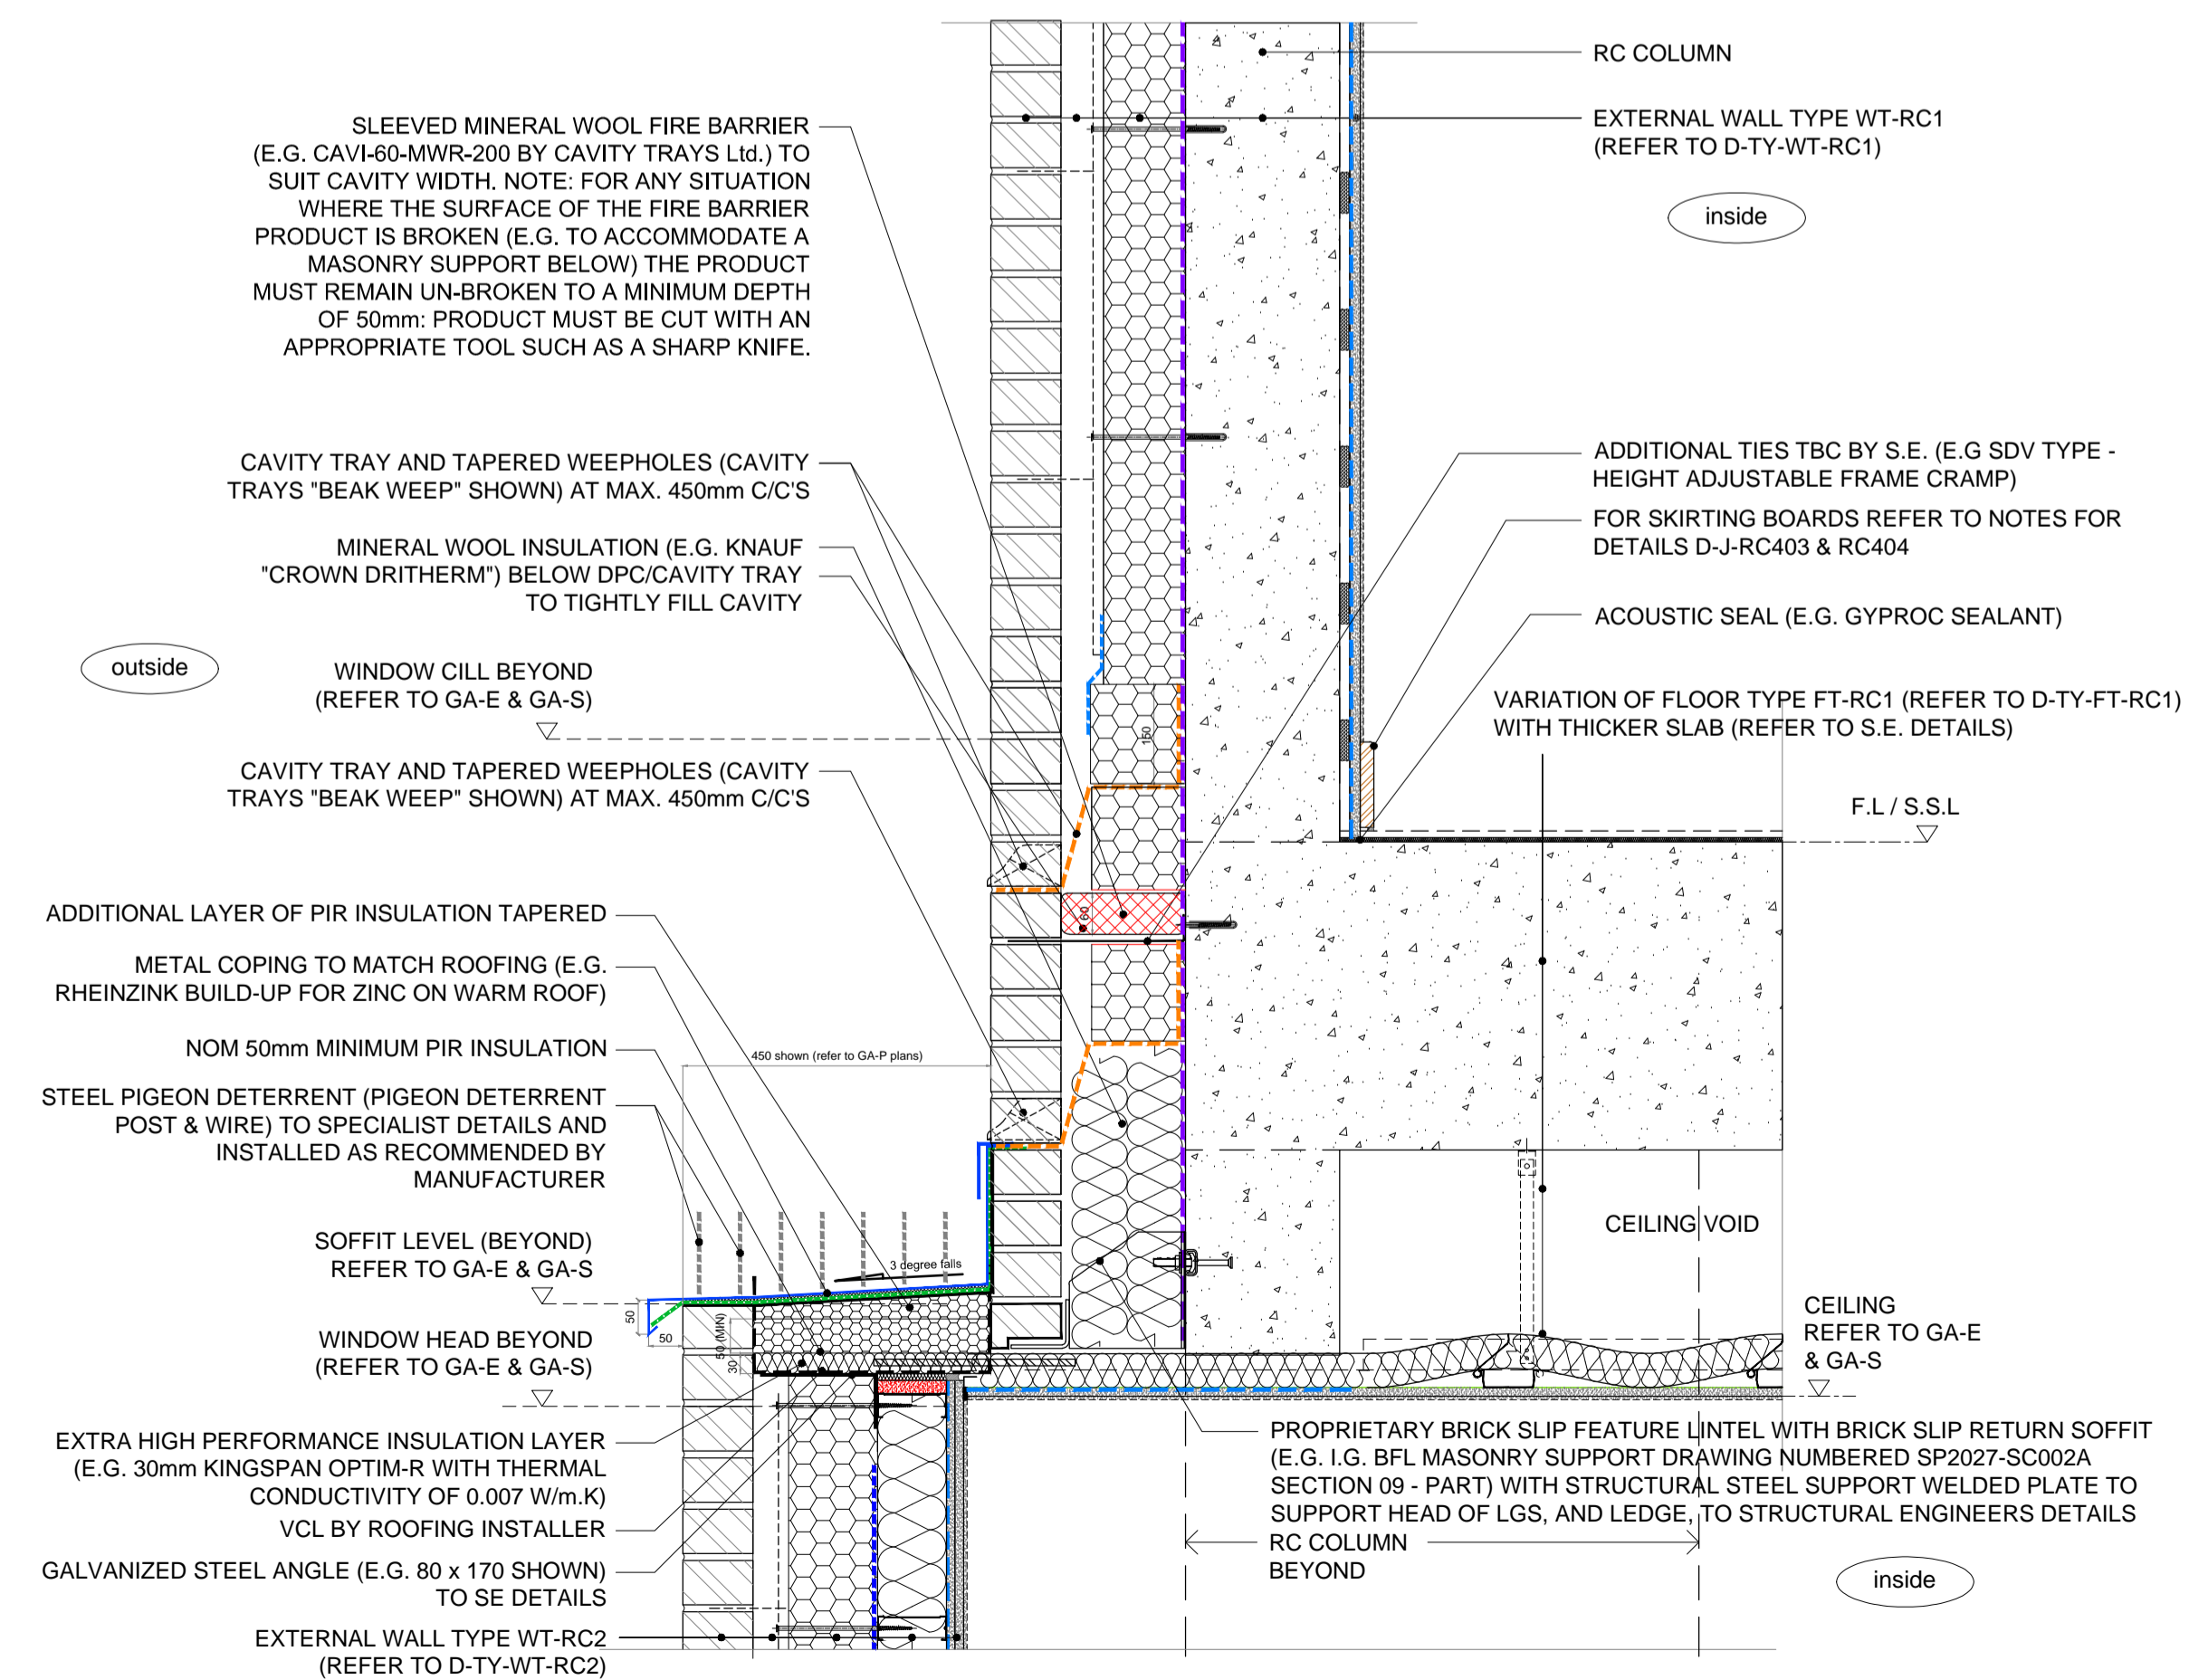 RC COLUMN
EXTERNAL WALL TYPE WT-RC1
(REFER TO D-TY-WT-RC1)
inside
SLEEVED MINERAL WOOL FIRE BARRIER
(E.G. CAVI-60-MWR-200 BY CAVITY TRAYS Ltd.) TO
SUIT CAVITY WIDTH. NOTE: FOR ANY SITUATION
WHERE THE SURFACE OF THE FIRE BARRIER
PRODUCT IS BROKEN (E.G. TO ACCOMMODATE A
MASONRY SUPPORT BELOW) THE PRODUCT
MUST REMAIN UN-BROKEN TO A MINIMUM DEPTH
OF 50mm: PRODUCT MUST BE CUT WITH AN
APPROPRIATE TOOL SUCH AS A SHARP KNIFE.
CAVITY TRAY AND TAPERED WEEPHOLES (CAVITY
TRAYS "BEAK WEEP" SHOWN) AT MAX. 450mm C/C'S
MINERAL WOOL INSULATION (E.G. KNAUF
"CROWN DRITHERM") BELOW DPC/CAVITY TRAY
TO TIGHTLY FILL CAVITY
outside
WINDOW CILL BEYOND
(REFER TO GA-E & GA-S)
CAVITY TRAY AND TAPERED WEEPHOLES (CAVITY
TRAYS "BEAK WEEP" SHOWN) AT MAX. 450mm C/C'S
ADDITIONAL TIES TBC BY S.E. (E.G SDV TYPE -
HEIGHT ADJUSTABLE FRAME CRAMP)
FOR SKIRTING BOARDS REFER TO NOTES FOR
DETAILS D-J-RC403 & RC404
ACOUSTIC SEAL (E.G. GYPROC SEALANT)
VARIATION OF FLOOR TYPE FT-RC1 (REFER TO D-TY-FT-RC1)
WITH THICKER SLAB (REFER TO S.E. DETAILS)
150
F.L / S.S.L
60
ADDITIONAL LAYER OF PIR INSULATION TAPERED
METAL COPING TO MATCH ROOFING (E.G.
RHEINZINK BUILD-UP FOR ZINC ON WARM ROOF)
NOM 50mm MINIMUM PIR INSULATION
450 shown (refer to GA-P plans)
STEEL PIGEON DETERRENT (PIGEON DETERRENT
POST & WIRE) TO SPECIALIST DETAILS AND
INSTALLED AS RECOMMENDED BY
MANUFACTURER
SOFFIT LEVEL (BEYOND)
REFER TO GA-E & GA-S
3 degree falls
CEILING VOID
50
50
50 (MIN)
30
WINDOW HEAD BEYOND
(REFER TO GA-E & GA-S)
CEILING
REFER TO GA-E
& GA-S
EXTRA HIGH PERFORMANCE INSULATION LAYER
(E.G. 30mm KINGSPAN OPTIM-R WITH THERMAL
CONDUCTIVITY OF 0.007 W/m.K)
VCL BY ROOFING INSTALLER
GALVANIZED STEEL ANGLE (E.G. 80 x 170 SHOWN)
TO SE DETAILS
EXTERNAL WALL TYPE WT-RC2
(REFER TO D-TY-WT-RC2)
PROPRIETARY BRICK SLIP FEATURE LINTEL WITH BRICK SLIP RETURN SOFFIT
(E.G. I.G. BFL MASONRY SUPPORT DRAWING NUMBERED SP2027-SC002A
SECTION 09 - PART) WITH STRUCTURAL STEEL SUPPORT WELDED PLATE TO
SUPPORT HEAD OF LGS, AND LEDGE, TO STRUCTURAL ENGINEERS DETAILS
RC COLUMN
BEYOND
inside